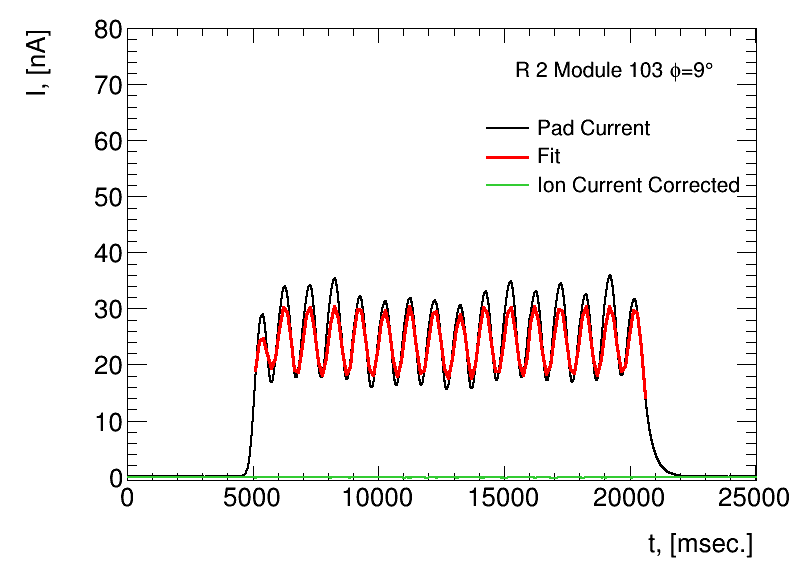 I, [nA]
80
70
60
50
40
30
20
10
0
R 2 Module 103 ϕ=9°
Pad Current
Fit
Ion Current Corrected
0 5000 10000 15000 20000 25000
t, [msec.]